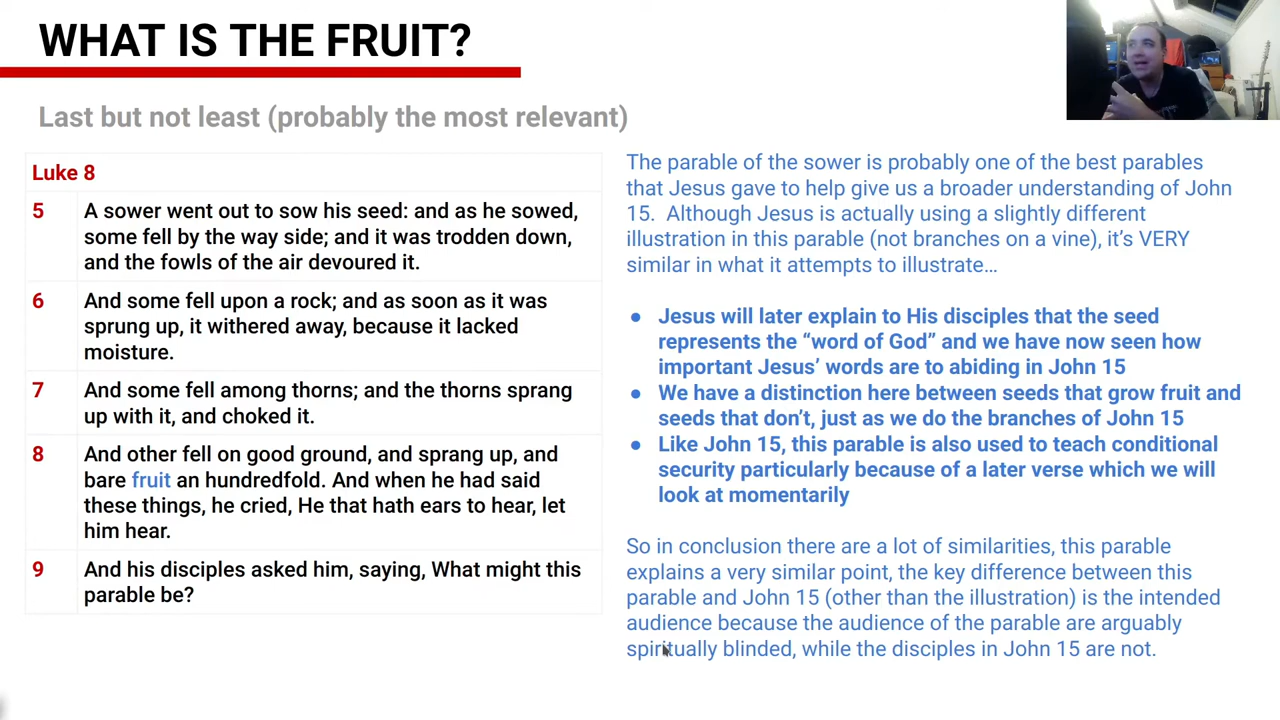 WHAT IS THE FRUIT?
Last but not least (probably the most relevant)
Luke 8
5 A sower went out to sow his seed: and as he sowed,
some fell by the way side; and it was trodden down,
and the fowls of the air devoured it.
6 And some fell upon a rock; and as soon as it was
sprung up, it withered away, because it lacked
moisture.
7 And some fell among thorns; and the thorns sprang
up with it, and choked it.
8 And other fell on good ground, and sprang up, and
bare fruit an hundredfold. And when he had said
these things, he cried, He that hath ears to hear, let
him hear.
9 And his disciples asked him, saying, What might this
parable be?
The parable of the sower is probably one of the best parables
that Jesus gave to help give us a broader understanding of John
15.  Although Jesus is actually using a slightly different
illustration in this parable (not branches on a vine), it's VERY
similar in what it attempts to illustrate…
● Jesus will later explain to His disciples that the seed
represents the “word of God” and we have now seen how
important Jesus’ words are to abiding in John 15
● We have a distinction here between seeds that grow fruit and
seeds that don’t, just as we do the branches of John 15
● Like John 15, this parable is also used to teach conditional
security particularly because of a later verse which we will
look at momentarily
So in conclusion there are a lot of similarities, this parable
explains a very similar point, the key difference between this
parable and John 15 (other than the illustration) is the intended
audience because the audience of the parable are arguably
spiritually blinded, while the disciples in John 15 are not.